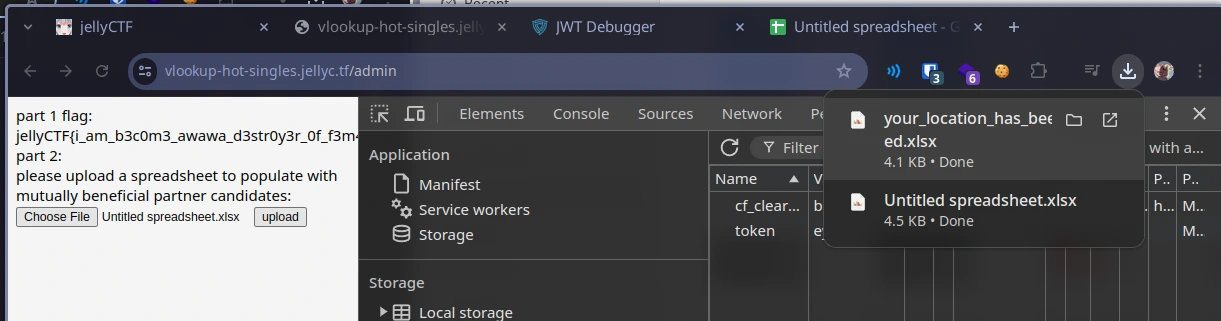 Recent
jellyCTF
vlookup-hot-singles.jelly
JWT Debugger
Untitled spreadsheet - G
vlookup-hot-singles.jellyc.tf/admin
3
6
part 1 flag:
jellyCTF{i_am_b3c0m3_awawa_d3str0y3r_0f_f3m4
part 2:
please upload a spreadsheet to populate with
mutually beneficial partner candidates:
Choose File Untitled spreadsheet.xlsx upload
Elements Console Sources Network Pe
Application
Manifest
Service workers
Storage
Storage
Local storage
Filter
with a...
Name V P.. P..
cf_clear... b h... M...
token ey M...
your_location_has_bee
ed.xlsx
4.1 KB • Done
Untitled spreadsheet.xlsx
4.5 KB • Done